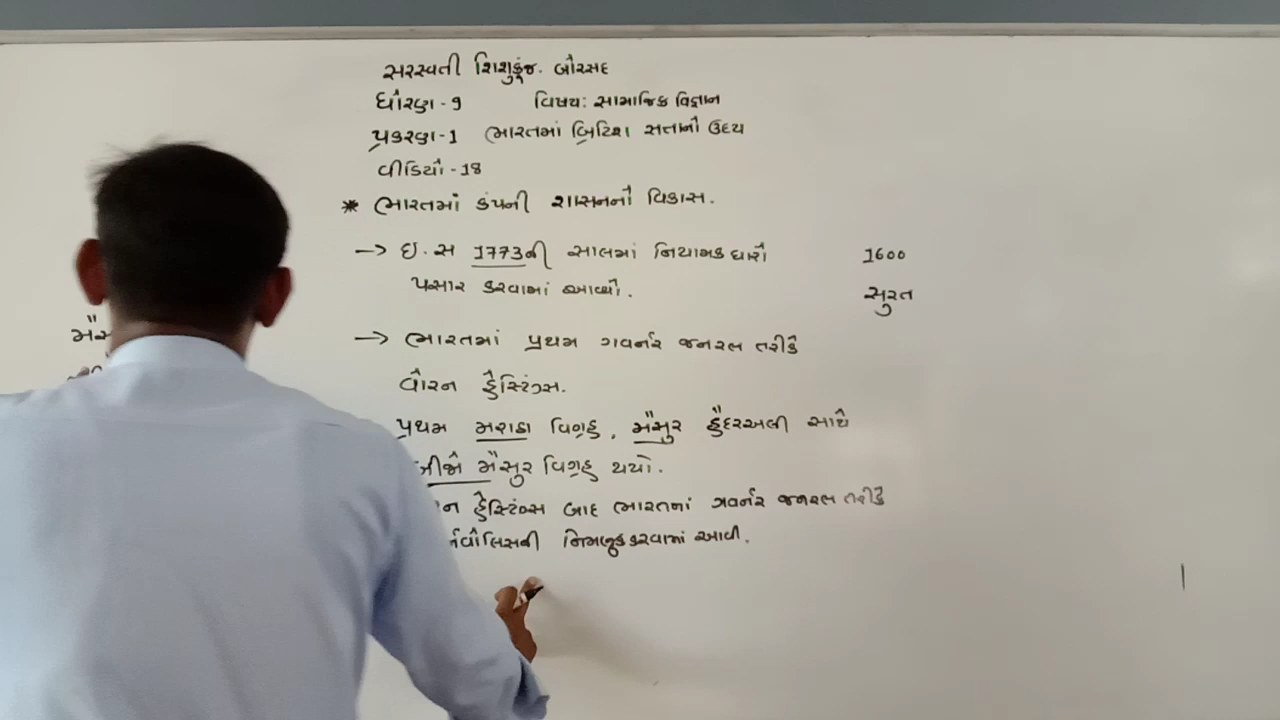 સરસ્વતી શિશુકુંજ. બોરસદ
ધોરણ - ૭ વિષય: સામાજિક વિજ્ઞાન
પ્રકરણ - 1 ભારતમાં બ્રિટિશ સતાનો ઉદય
વીડિયો - 18
* ભારતમાં કંપની શાસનનો વિકાસ.
→ ઇ. સ 1773ની સાલમાં નિયામક ધારો 1600
પસાર કરવામાં આવ્યો. સુરત
→ ભારતમાં પ્રથમ ગવર્નર જનરલ તરીકે
વોરન હેસ્ટિંગ્સ.
પ્રથમ મરાઠા વિગ્રહ, મૈસુર હૈદરઅલી સાથે
ત્રીજો મૈસુર વિગ્રહ થયો.
હેસ્ટિંગ્સ બાદ ભારતનાં ગવર્નર જનરલ તરીકે
નિમણુક કરવામાં આવી.